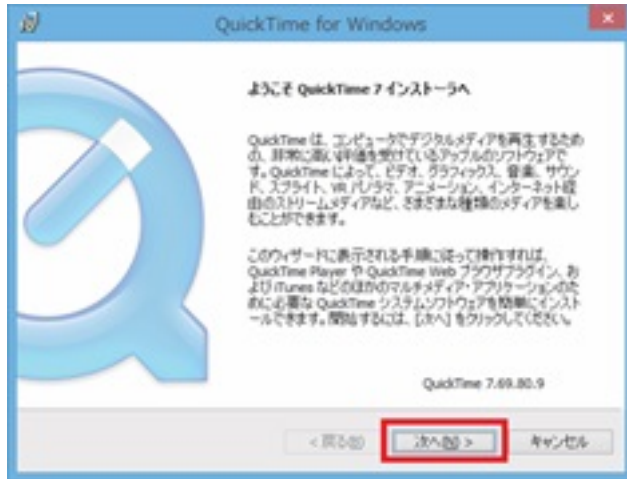 QuickTime for Windows
ようこそ QuickTime 7 インストーラへ
QuickTime は、コンピュータでデジタルメディアを再生するため
の、非常に高い評価を受けているアップルのソフトウェアで
す。QuickTime によって、ビデオ、グラフィックス、音楽、サウン
ド、スプライト、VR パノラマ、アニメーション、インターネット経
由のストリームメディアなど、さまざまな種類のメディアを楽し
むことができます。
このウィザードに表示される手順に従って操作すれば、
QuickTime Player や QuickTime Web ブラウザプラグイン、お
よび iTunes などのほかのマルチメディア・アプリケーションのた
めに必要な QuickTime システムソフトウェアを簡単にインスト
ールできます。開始するには、[次へ] をクリックしてください。
QuickTime 7.69.80.9
< 戻る(B)
次へ(N) >
キャンセル